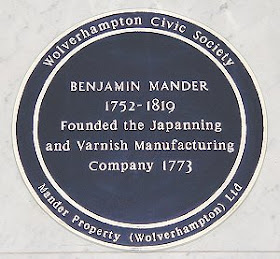 Wolverhampton Civic Society
BENJAMIN MANDER
1752-1819
Founded the Japanning
and Varnish Manufacturing
Company 1773
Mander Property (Wolverhampton) Ltd